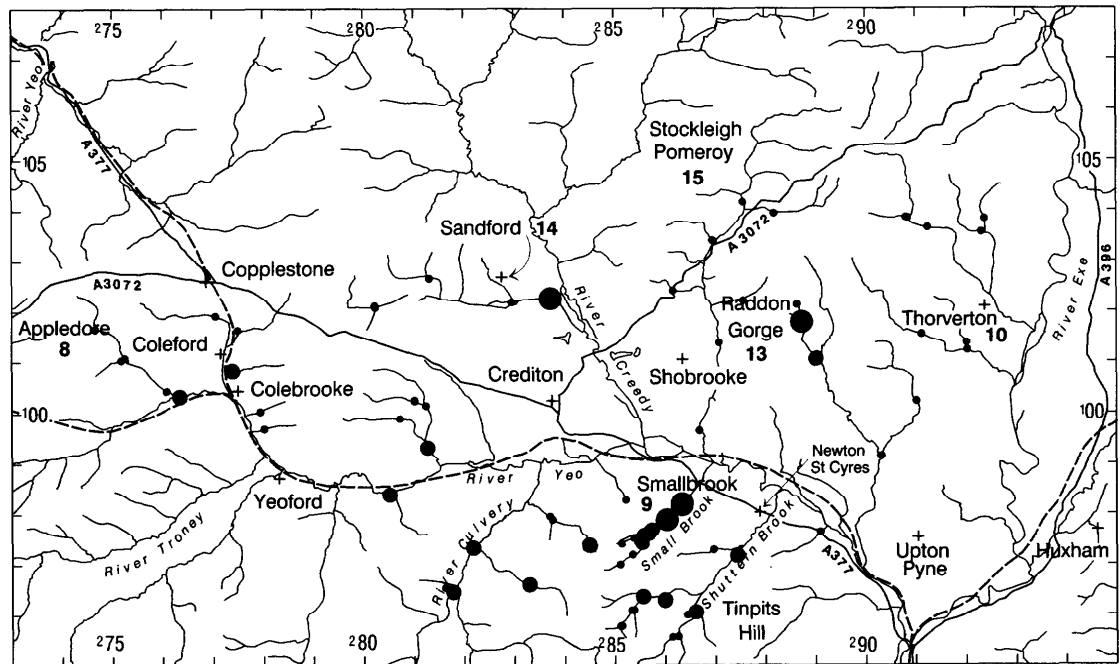 275
280
285
290
River Yeo
105
A377
Stockleigh
Pomeroy
15
105
A3072
Sandford 14
Copplestone
A3072
River Exe
A396
Appledore
8
Coleford
River
Creedy
Raddon
Gorge
13
Thorverton
10
Crediton
Shobrooke
Colebrooke
100
100
Newton
St Cyres
Yeoford
River Yeo
Smallbrook
9
River Troney
River Culvery
Small Brook
Shuttern Brook
A377
Upton
Pyne
Huxham
Tinpits
Hill
275
280
285
290